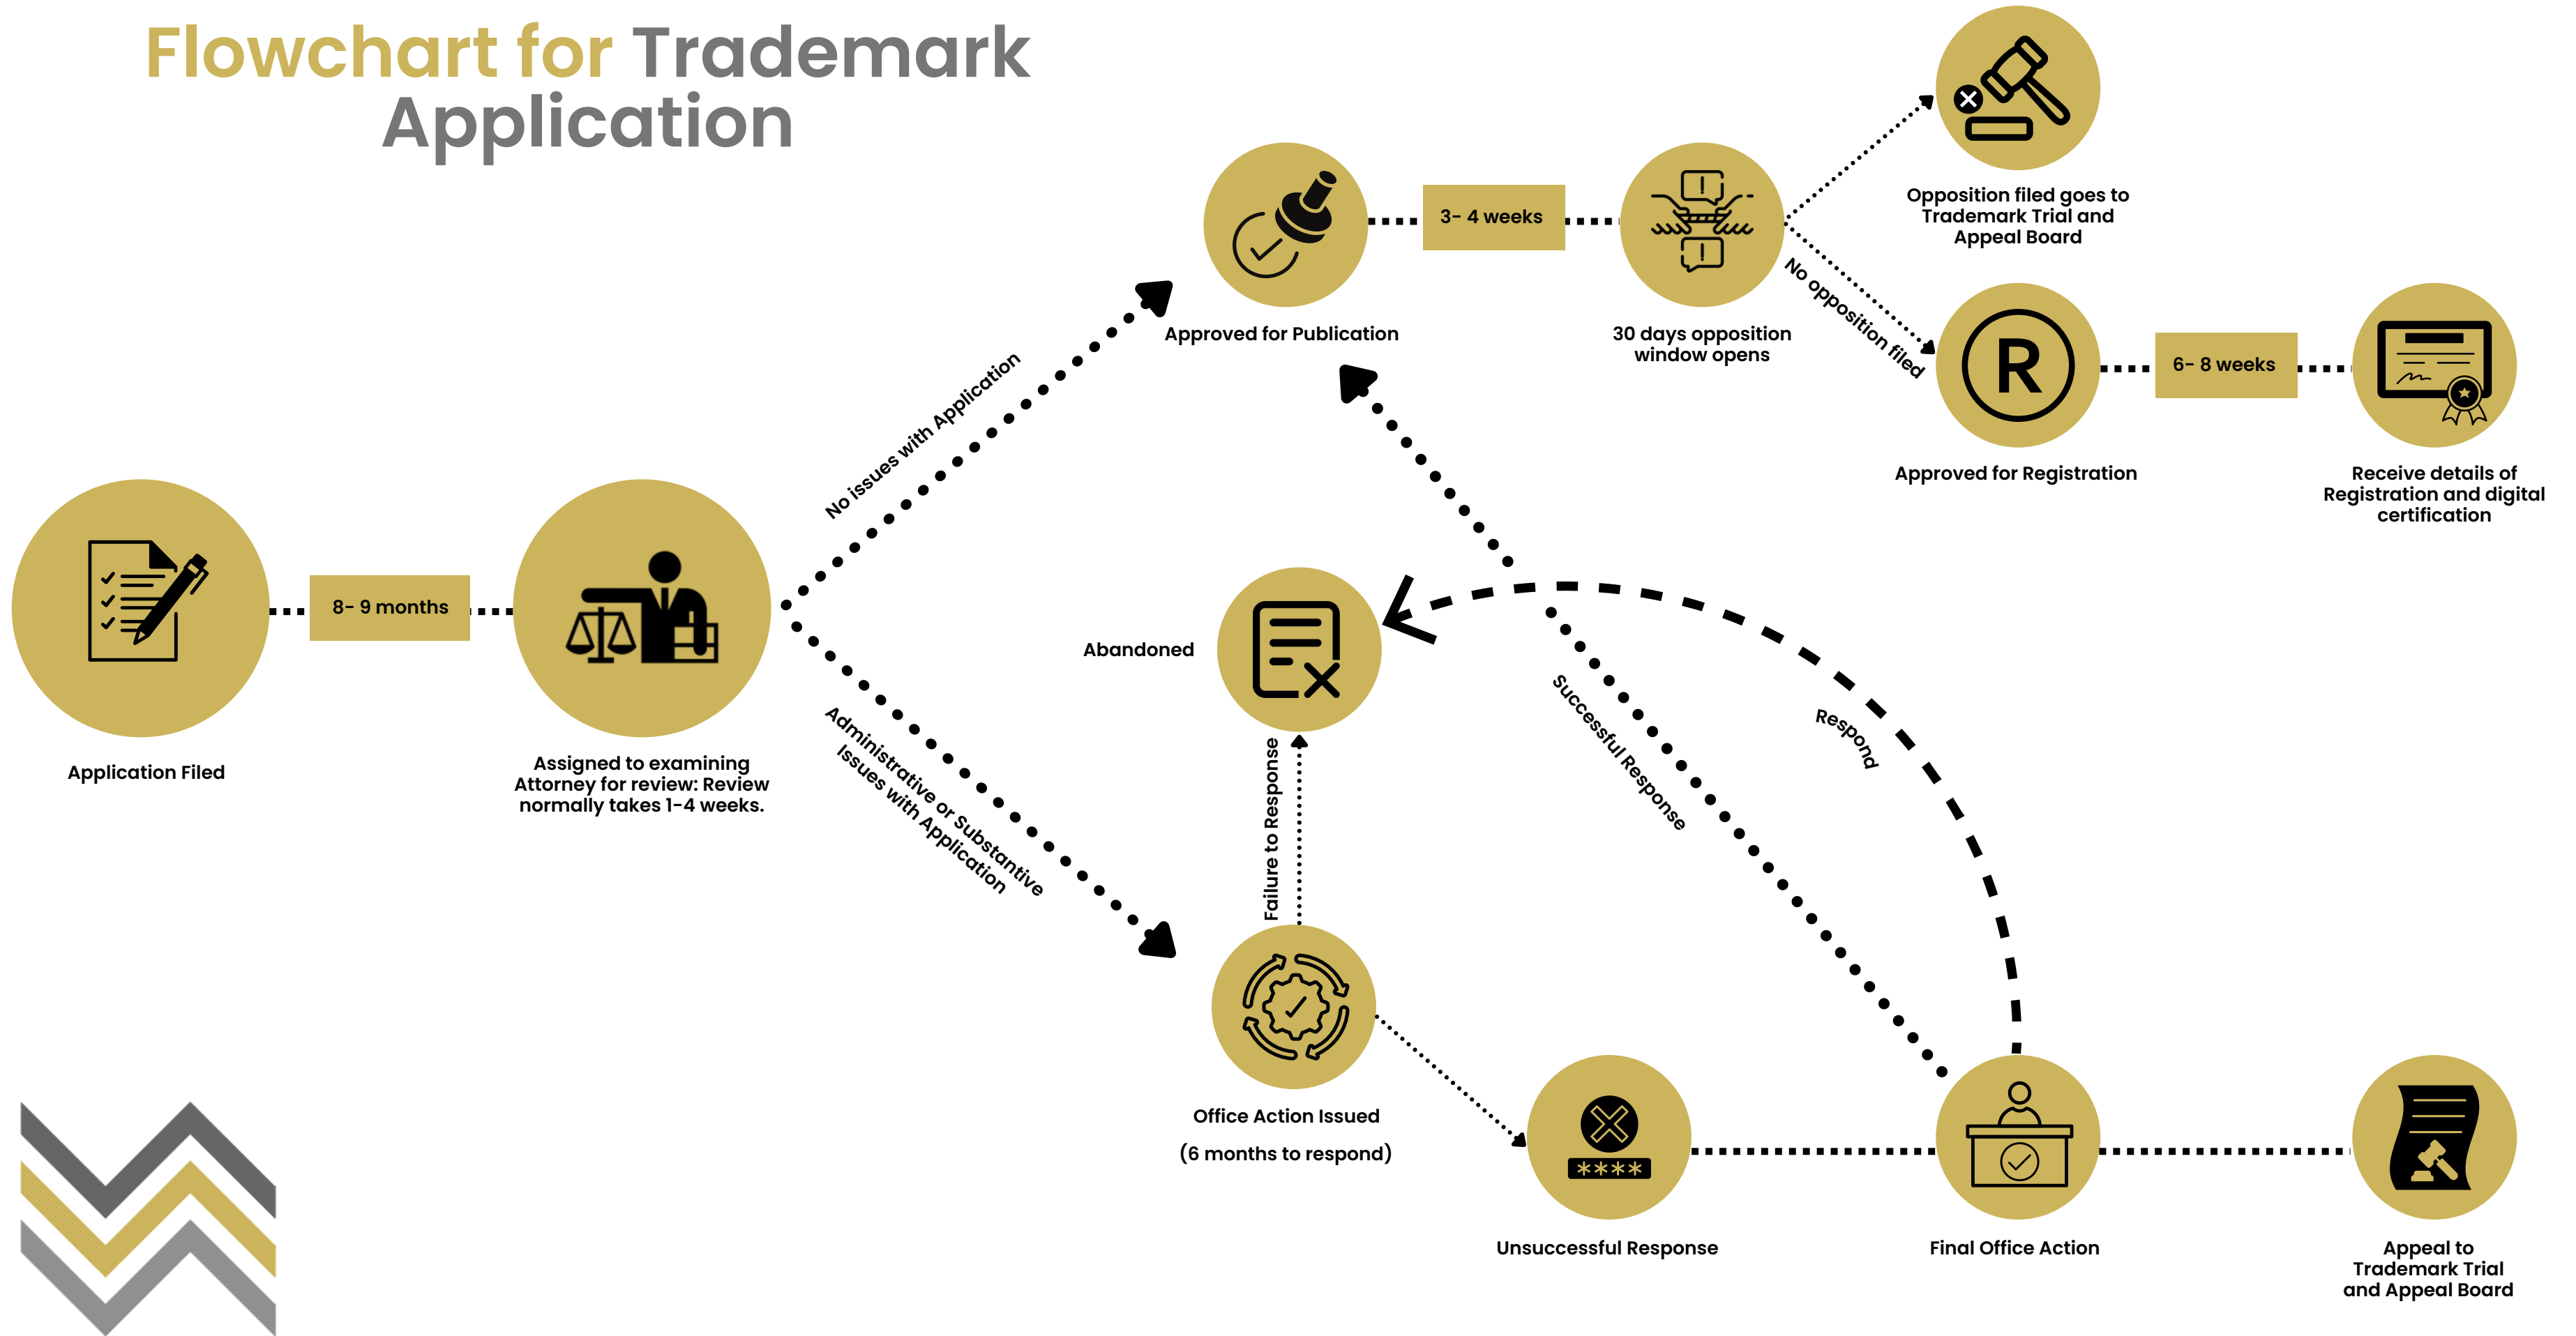 Flowchart for Trademark
Application
Application Filed
8- 9 months
Assigned to examining
Attorney for review: Review
normally takes 1-4 weeks.
No issues with Application
Administrative or Substantive
Issues with Application
Approved for Publication
3- 4 weeks
30 days opposition
window opens
Opposition filed goes to
Trademark Trial and
Appeal Board
No opposition filed
R
Approved for Registration
6- 8 weeks
Receive details of
Registration and digital
certification
Abandoned
Failure to Response
Successful Response
Respond
Office Action Issued
(6 months to respond)
****
Unsuccessful Response
Final Office Action
Appeal to
Trademark Trial
and Appeal Board